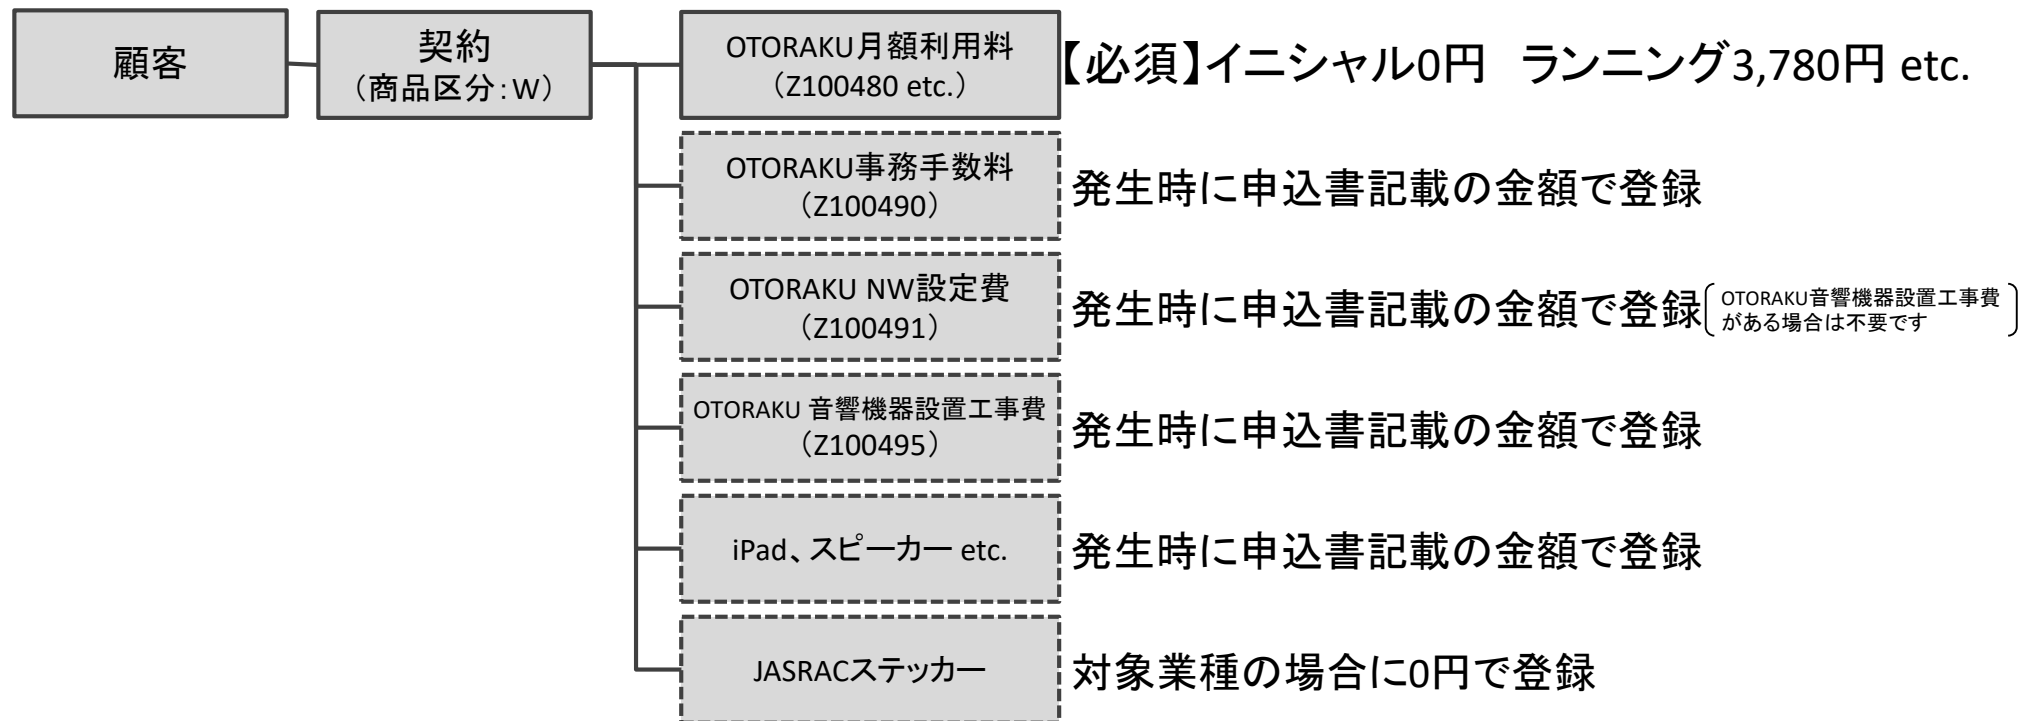 顧客
契約
（商品区分：W）
OTORAKU月額利用料
（Z100480 etc.）
【必須】イニシャル0円　ランニング3,780円 etc.
OTORAKU事務手数料
（Z100490）
発生時に申込書記載の金額で登録
OTORAKU NW設定費
（Z100491）
発生時に申込書記載の金額で登録
OTORAKU音響機器設置工事費
がある場合は不要です
OTORAKU 音響機器設置工事費
（Z100495）
発生時に申込書記載の金額で登録
iPad、スピーカー etc.
発生時に申込書記載の金額で登録
JASRACステッカー
対象業種の場合に0円で登録